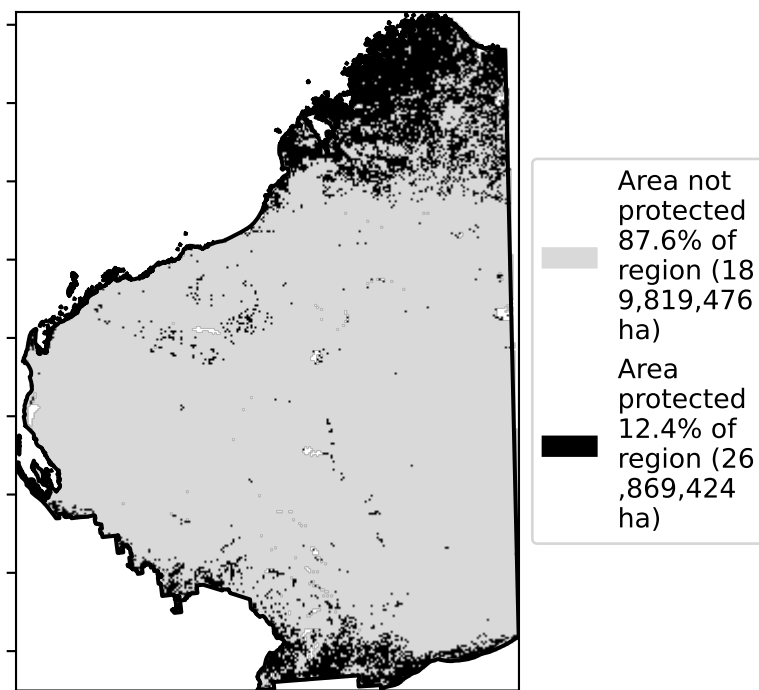 Area not
protected
87.6% of
region (18
9,819,476
ha)
Area
protected
12.4% of
region (26
,869,424
ha)